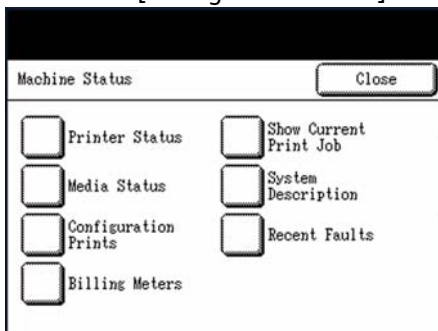 Machine Status
Close
Printer Status
Show Current
Print Job
Media Status
System
Description
Configuration
Prints
Recent Faults
Billing Meters